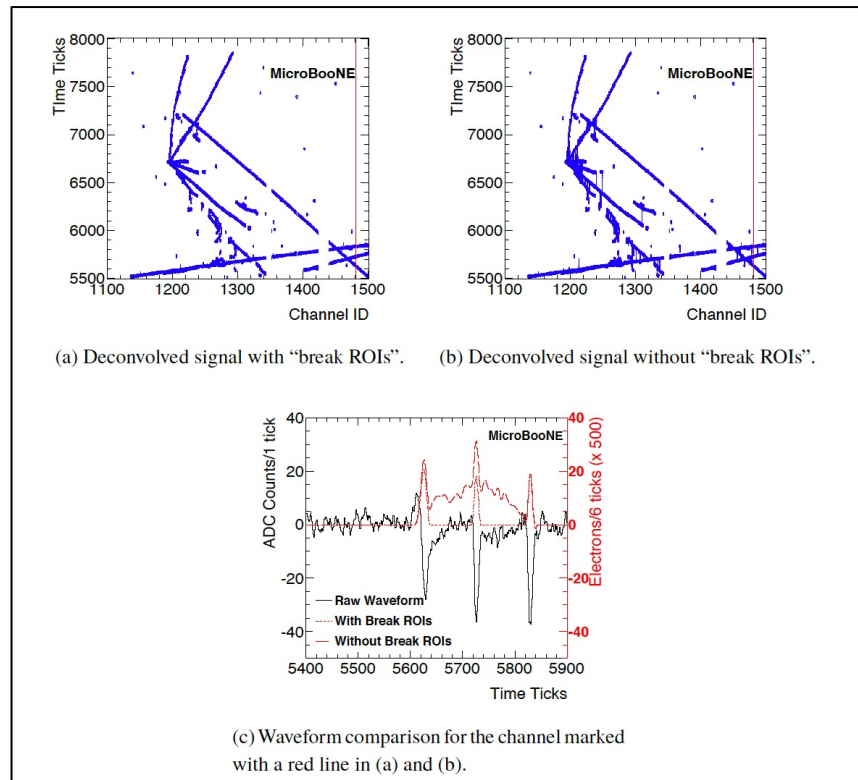 8000
7500
7000
6500
6000
5500
TIme Ticks
MicroBooNE
1100 1200 1300 1400 1500
Channel ID
8000
7500
7000
6500
6000
5500
TIme Ticks
MicroBooNE
1100 1200 1300 1400 1500
Channel ID
(a) Deconvolved signal with “break ROIs”.
(b) Deconvolved signal without “break ROIs”.
40
20
0
-20
-40
ADC Counts/1 tick
MicroBooNE
Raw Waveform
With Break ROIs
Without Break ROIs
40
20
0
-20
-40
Electrons/6 ticks (x 500)
5400 5500 5600 5700 5800 5900
Time Ticks
(c) Waveform comparison for the channel marked
with a red line in (a) and (b).